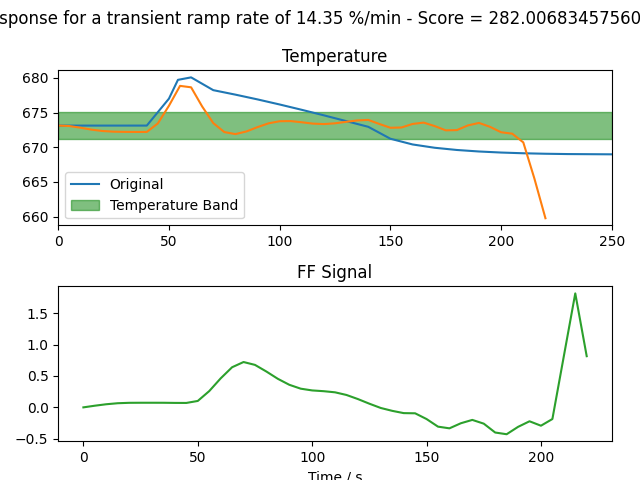 sponse for a transient ramp rate of 14.35 %/min - Score = 282.00683457560
Temperature
680
675
670
665
660
Original
Temperature Band
0 50 100 150 200 250
FF Signal
1.5
1.0
0.5
0.0
−0.5
0 50 100 150 200
Time / s